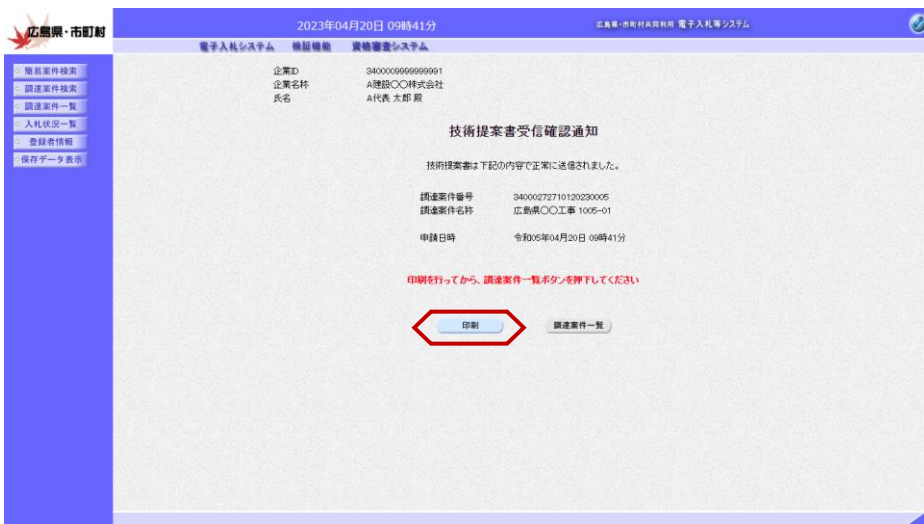 広島県・市町村
2023年04月20日 09時41分
広島県・市町村共同利用 電子入札等システム
電子入札システム 検証機能 資格審査システム
簡易案件検索
調達案件検索
調達案件一覧
入札状況一覧
登録者情報
保存データ表示
企業ID 3400009999999991
企業名称 A建設〇〇株式会社
氏名 A代表 太郎 殿
技術提案書受信確認通知
技術提案書は下記の内容で正常に送信されました。
調達案件番号 34000272710120230005
調達案件名称 広島県〇〇工事 1005-01
申請日時 令和05年04月20日 09時41分
印刷を行ってから、調達案件一覧ボタンを押下してください
印刷 調達案件一覧